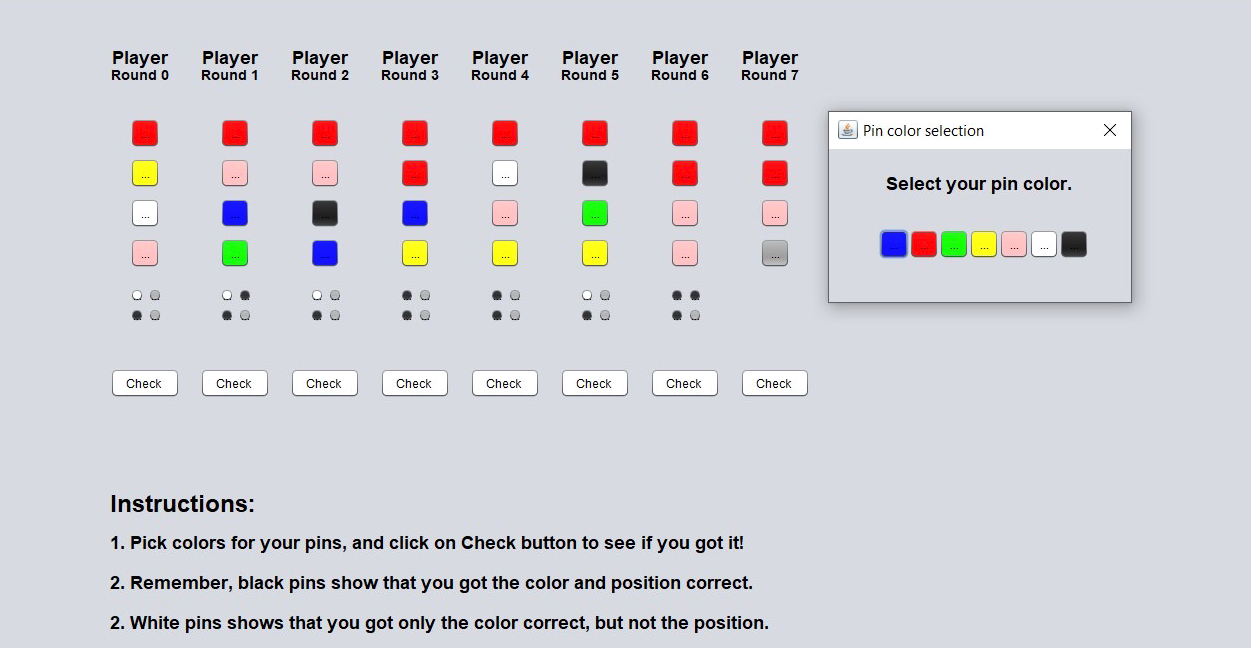 Player Player Player Player Player Player Player Player
Round 0 Round 1 Round 2 Round 3 Round 4 Round 5 Round 6 Round 7
Pin color selection
Select your pin color.
Check Check Check Check Check Check Check Check
Instructions:
1. Pick colors for your pins, and click on Check button to see if you got it!
2. Remember, black pins show that you got the color and position correct.
2. White pins shows that you got only the color correct, but not the position.